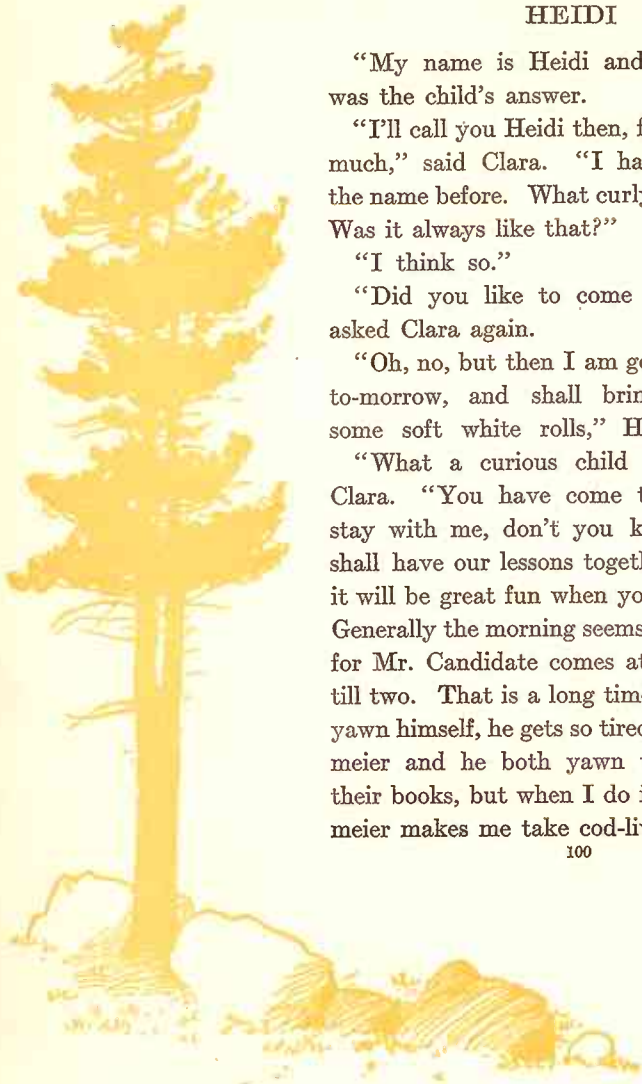 HEIDI
“My name is Heidi and
was the child’s answer.
“I’ll call you Heidi then, f
much,” said Clara. “I ha
the name before. What curl
Was it always like that?”
“I think so.”
“Did you like to come
asked Clara again.
“Oh, no, but then I am g
to-morrow, and shall brin
some soft white rolls,” H
“What a curious child
Clara. “You have come t
stay with me, don’t you k
shall have our lessons toget
it will be great fun when yo
Generally the morning seems
for Mr. Candidate comes at
till two. That is a long tim
yawn himself, he gets so tired
meier and he both yawn
their books, but when I do i
meier makes me take cod-li
100